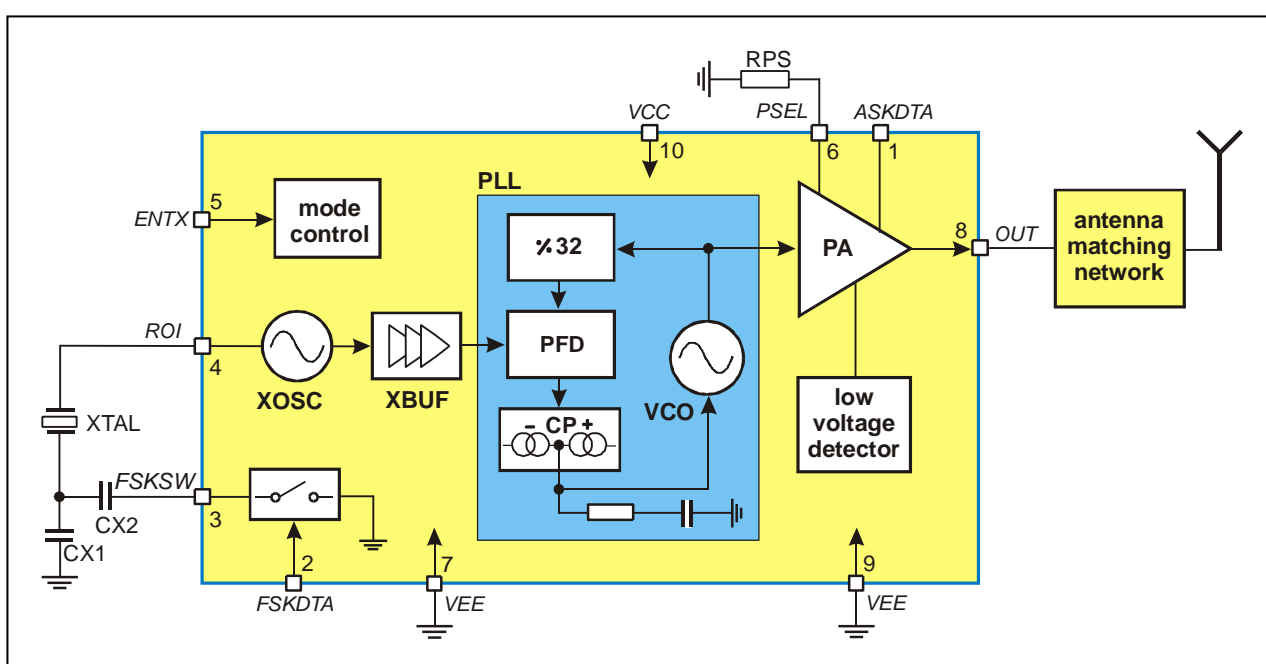 RPS
VCC
PSEL
ASKDTA
10
6
1
PLL
5
ENTX
mode
control
٪32
PA
8
OUT
antenna
matching
network
ROI
4
XOSC
XBUF
PFD
VCO
low
voltage
detector
XTAL
- CP +
FSKSW
3
CX2
CX1
2
FSKDTA
7
VEE
9
VEE